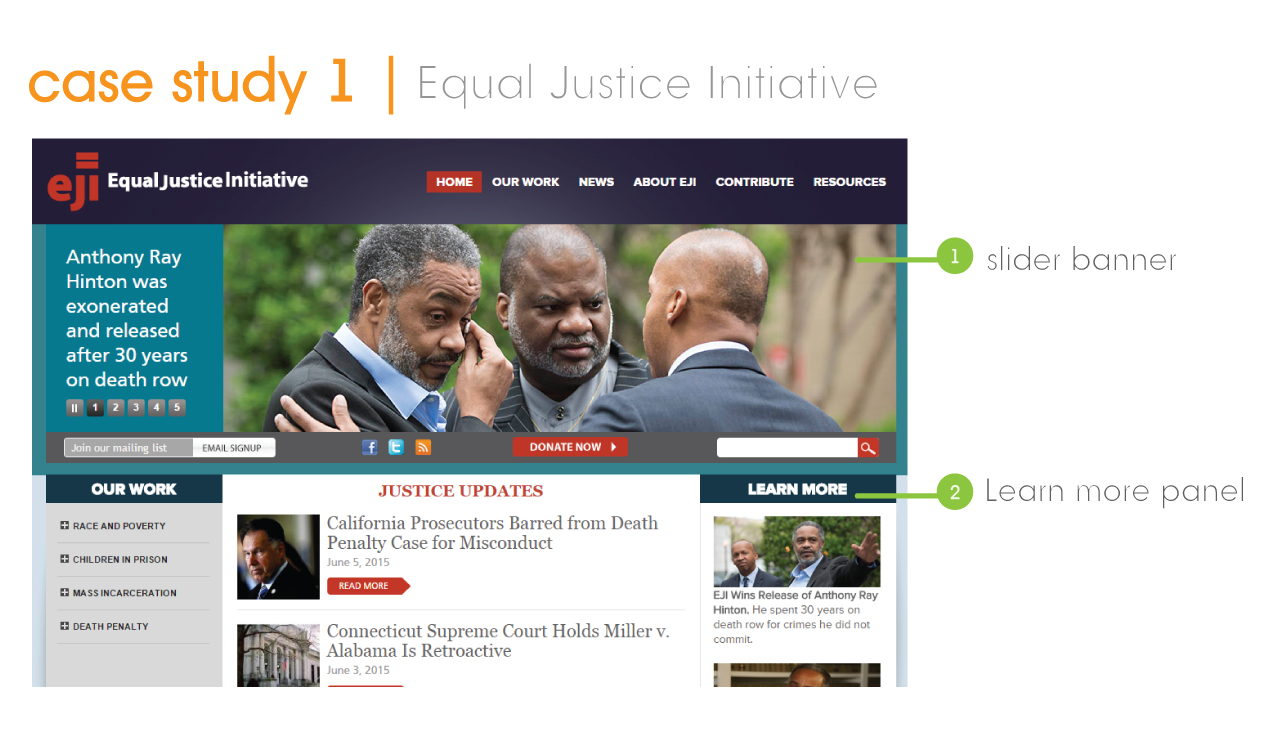 case study 1 | Equal Justice Initiative
eji Equal Justice Initiative
HOME OUR WORK NEWS ABOUT EJI CONTRIBUTE RESOURCES
Anthony Ray
Hinton was
exonerated
and released
after 30 years
on death row
1 2 3 4 5
1 slider banner
Join our mailing list EMAIL SIGNUP
DONATE NOW
OUR WORK
RACE AND POVERTY
CHILDREN IN PRISON
MASS INCARCERATION
DEATH PENALTY
JUSTICE UPDATES
California Prosecutors Barred from Death
Penalty Case for Misconduct
June 5, 2015
READ MORE
Connecticut Supreme Court Holds Miller v.
Alabama Is Retroactive
June 3, 2015
LEARN MORE
2 Learn more panel
EJI Wins Release of Anthony Ray
Hinton. He spent 30 years on
death row for crimes he did not
commit.